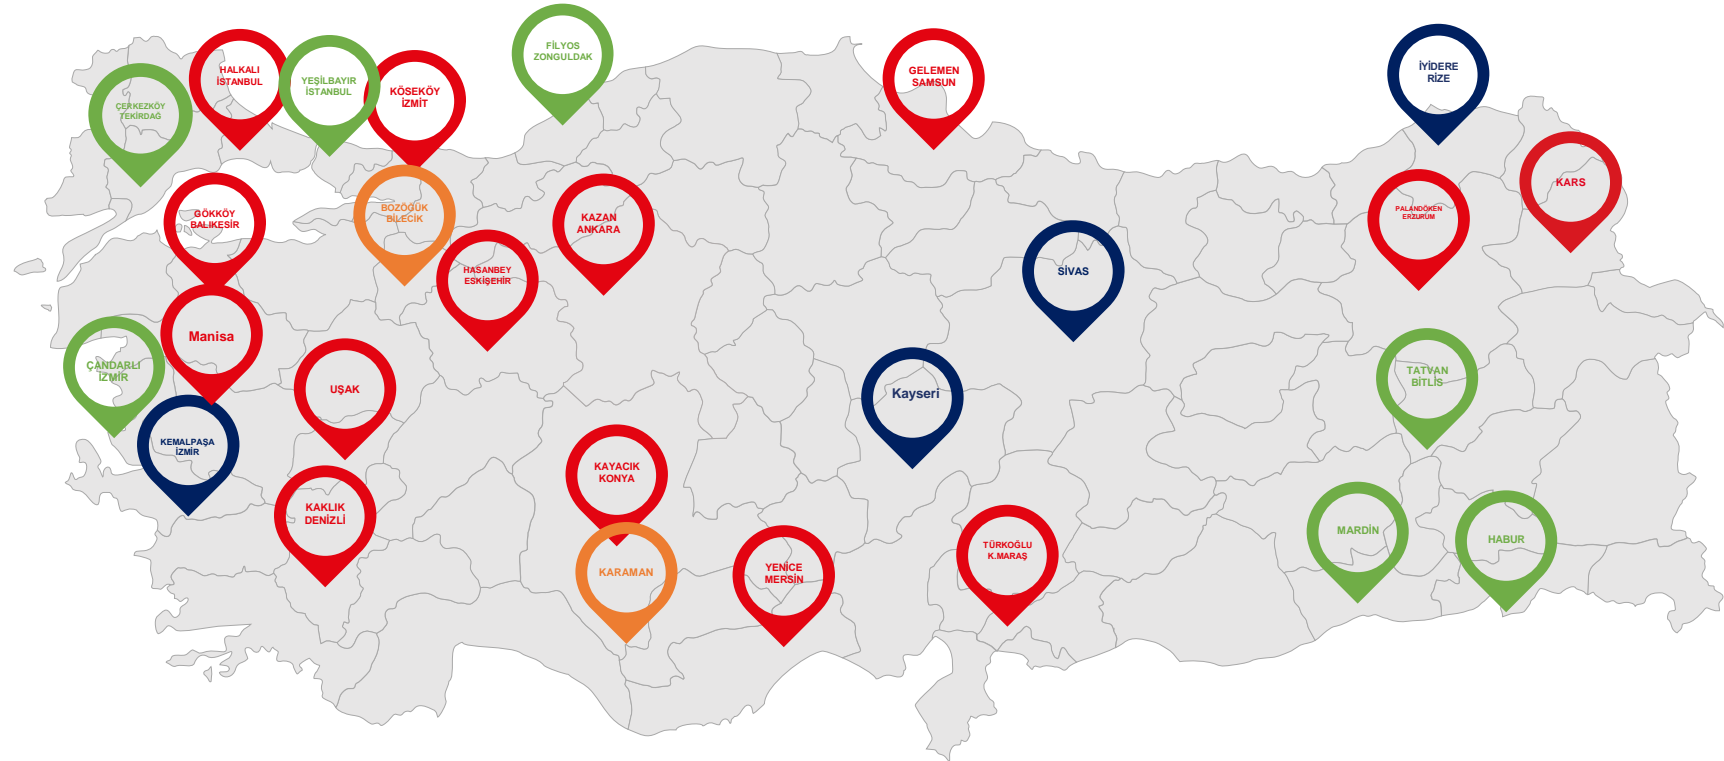 FİLYOS
ZONGULDAK
HALKALI
İSTANBUL
YEŞİLBAYIR
İSTANBUL
KÖSEKÖY
İZMİT
GELEMEN
SAMSUN
İYİDERE
RİZE
ÇERKEZKÖY
TEKİRDAĞ
KARS
GÖKKÖY
BALIKESİR
BOZÖĞÜK
BİLECİK
KAZAN
ANKARA
PALANDÖKEN
ERZURUM
HASANBEY
ESKİŞEHİR
SİVAS
Manisa
ÇANDARLI
İZMİR
UŞAK
Kayseri
TATVAN
BİTLİS
KEMALPAŞA
İZMİR
KAYACIK
KONYA
KAKLIK
DENİZLİ
MARDİN
HABUR
TÜRKOĞLU
K.MARAŞ
KARAMAN
YENİCE
MERSİN